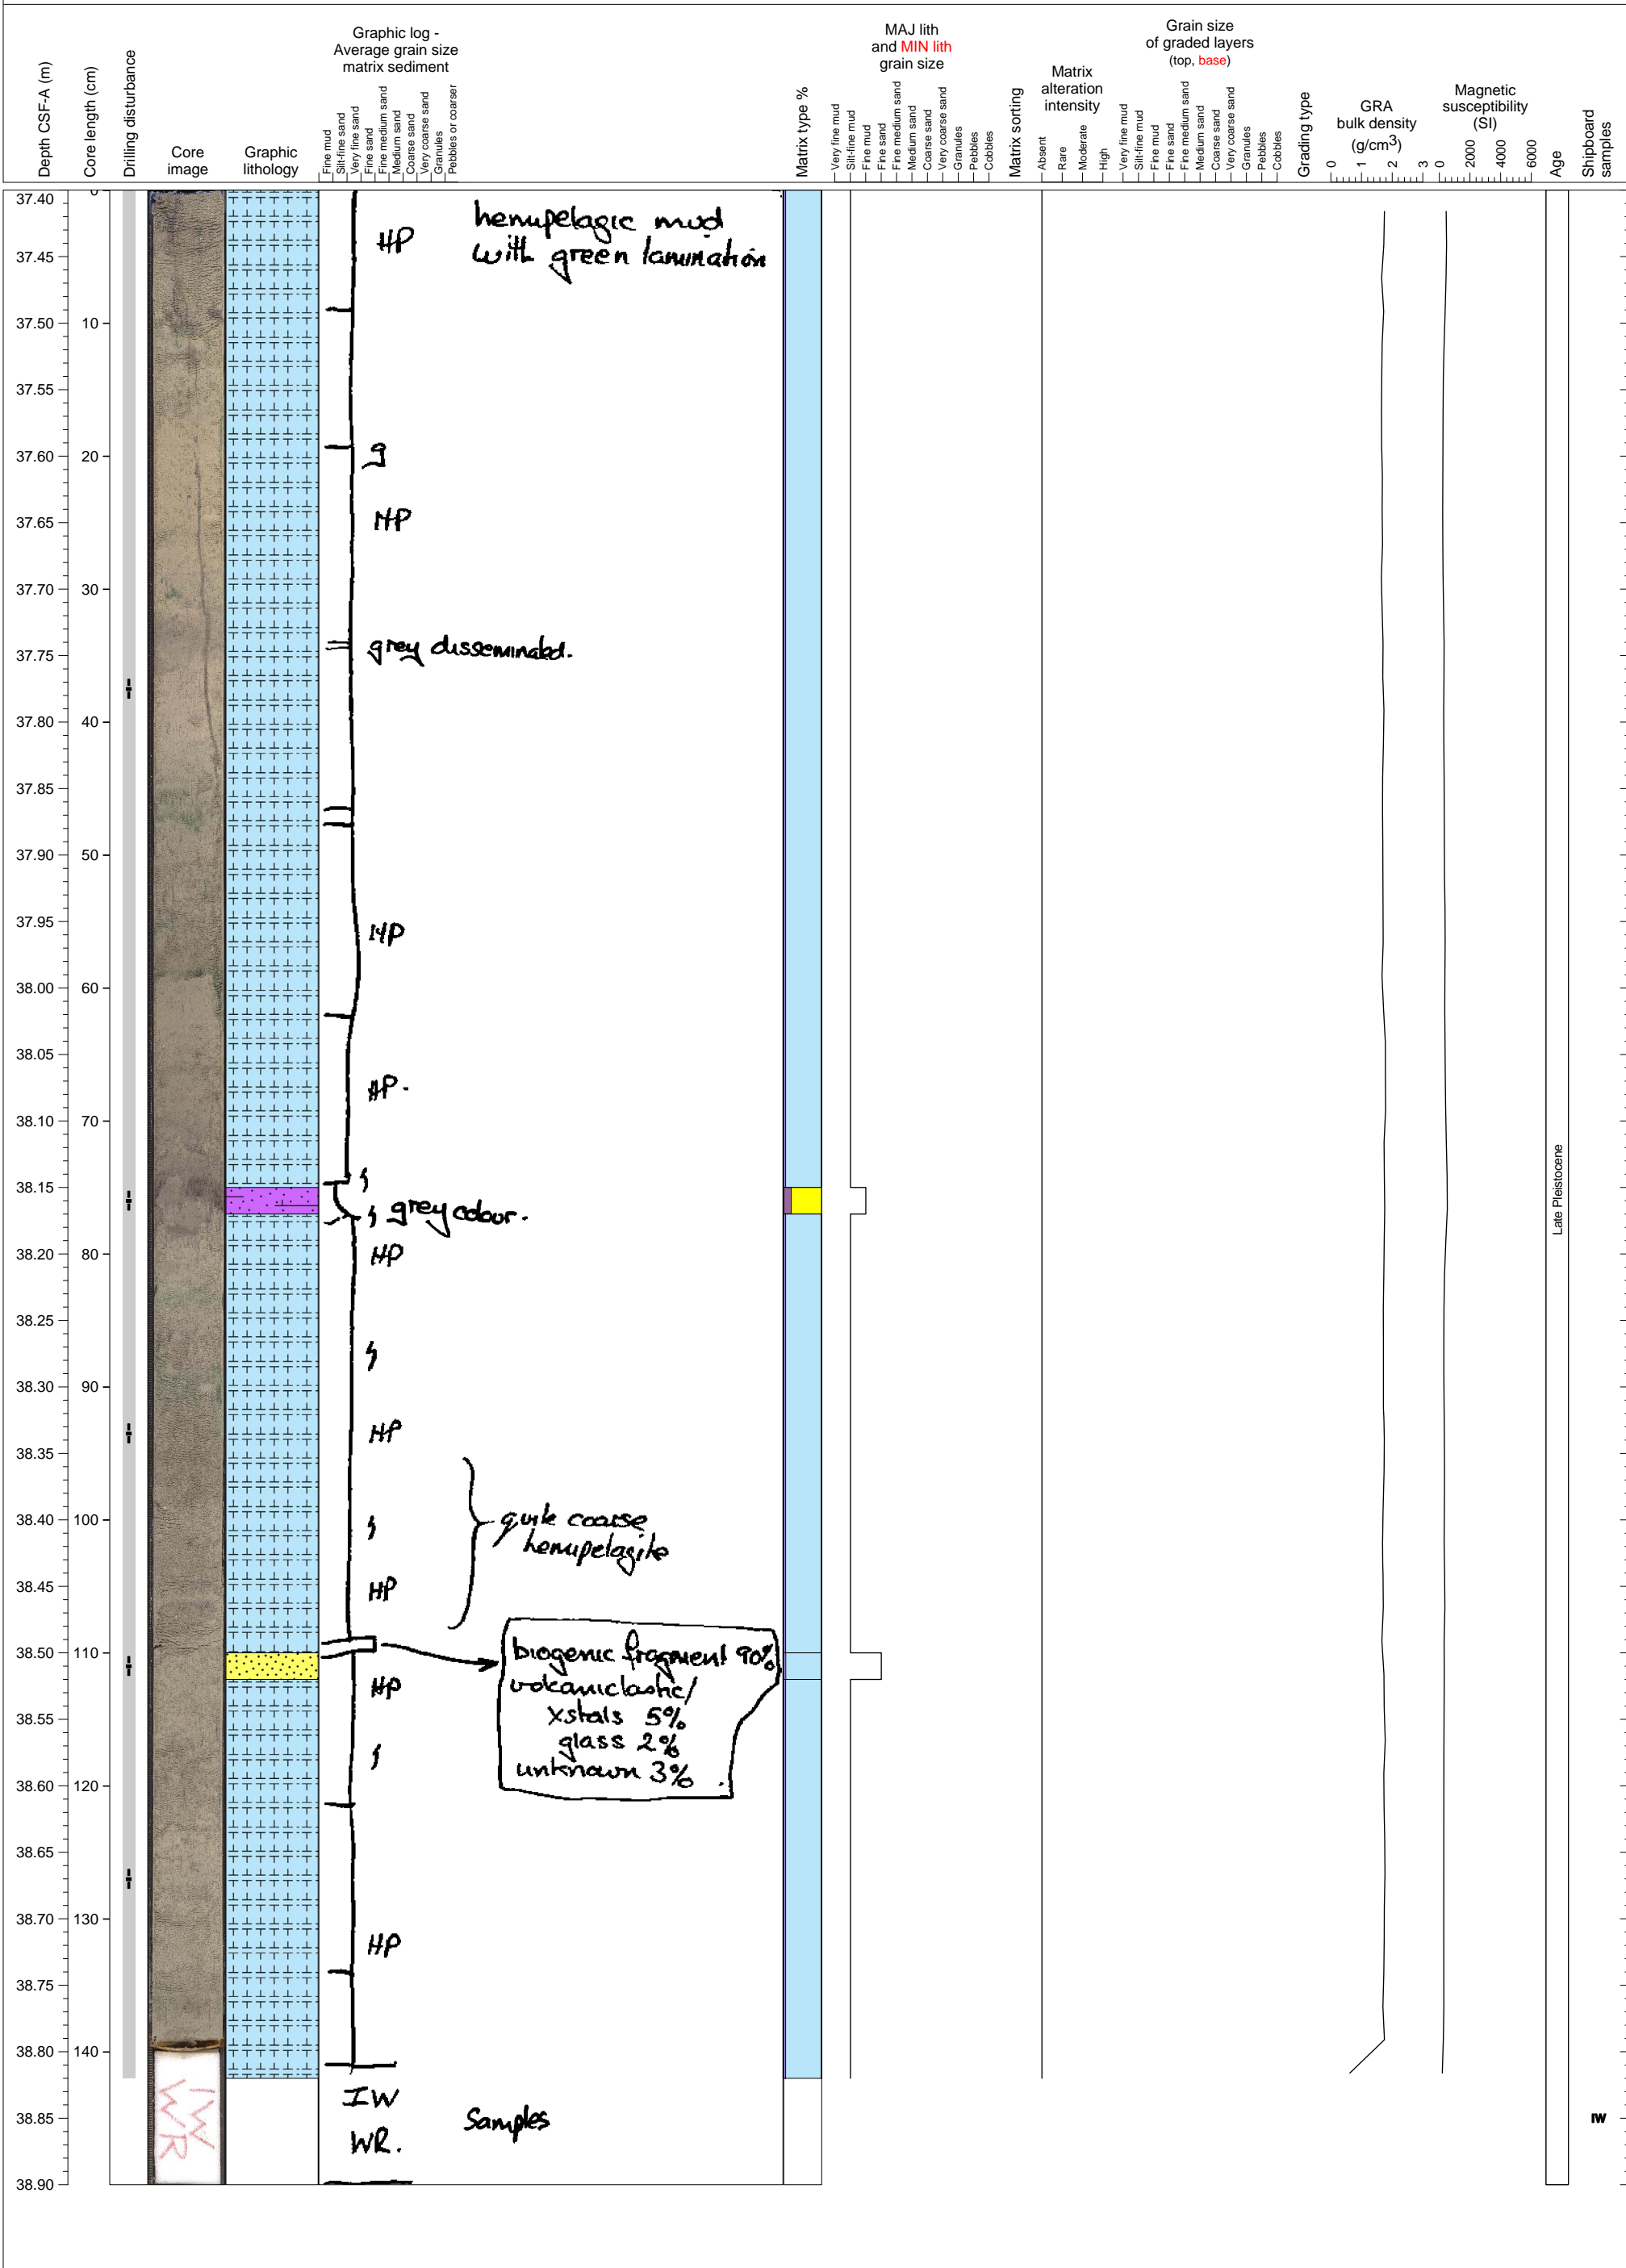 Depth CSF-A (m)
Core length (cm)
Drilling disturbance
Core
image
Graphic
lithology
Graphic log -
Average grain size
matrix sediment
Fine mud
Silt-fine sand
Very fine sand
Fine sand
Fine medium sand
Medium sand
Coarse sand
Very coarse sand
Granules
Pebbles or coarser
Matrix type %
MAJ lith
and MIN lith
grain size
Very fine mud
Silt-fine mud
Fine mud
Fine sand
Fine medium sand
Medium sand
Coarse sand
Very coarse sand
Granules
Pebbles
Cobbles
Matrix sorting
Matrix
alteration
intensity
Absent
Rare
Moderate
High
Grain size
of graded layers
(top, base)
Very fine mud
Silt-fine mud
Fine mud
Fine sand
Fine medium sand
Medium sand
Coarse sand
Very coarse sand
Granules
Pebbles
Cobbles
Grading type
GRA
bulk density
(g/cm3)
0 1 2 3
Magnetic
susceptibility
(SI)
0 2000 4000 6000
Age
Shipboard
samples
37.40 0
37.45
37.50 10
37.55
37.60 20
37.65
37.70 30
37.75
37.80 40
37.85
37.90 50
37.95
38.00 60
38.05
38.10 70
38.15
38.20 80
38.25
38.30 90
38.35
38.40 100
38.45
38.50 110
38.55
38.60 120
38.65
38.70 130
38.75
38.80 140
38.85
38.90
HP
hemipelagic mud
with green lamination
g
HP
grey disseminated.
HP
HP.
grey colour.
HP
HP
quite coarse
hemipelagite
HP
biogenic fragment 90%
volcaniclastic/
xstals 5%
glass 2%
unknown 3%
HP
HP
IW
WR.
Samples
IW
WR
Late Pleistocene
IW